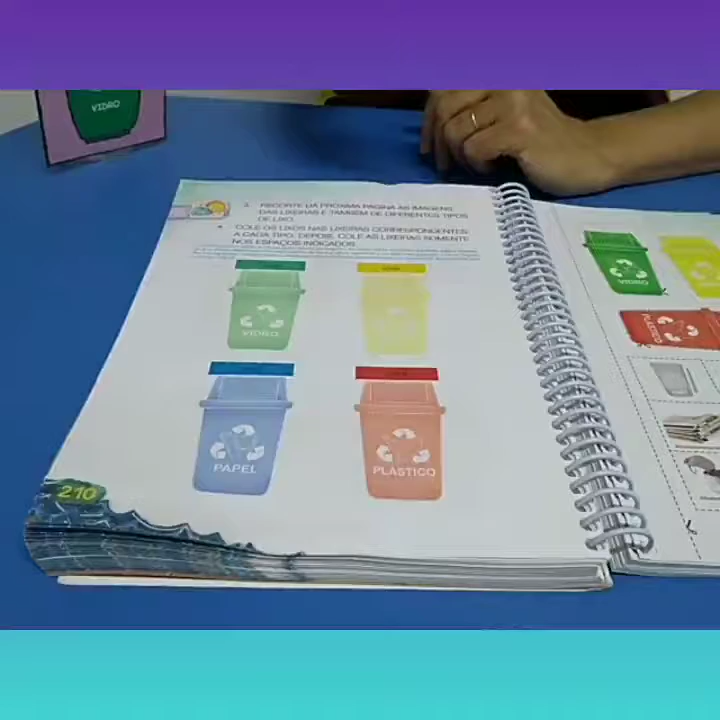 VIDRO
3. RECORTE DA PRÓXIMA PÁGINA AS IMAGENS
DAS LIXEIRAS E TAMBÉM DE DIFERENTES TIPOS
DE LIXO.
• COLE OS LIXOS NAS LIXEIRAS CORRESPONDENTES
A CADA TIPO. DEPOIS, COLE AS LIXEIRAS SOMENTE
NOS ESPAÇOS INDICADOS.
VIDRO
PAPEL
PLÁSTICO
210
VIDRO
PLÁSTICO